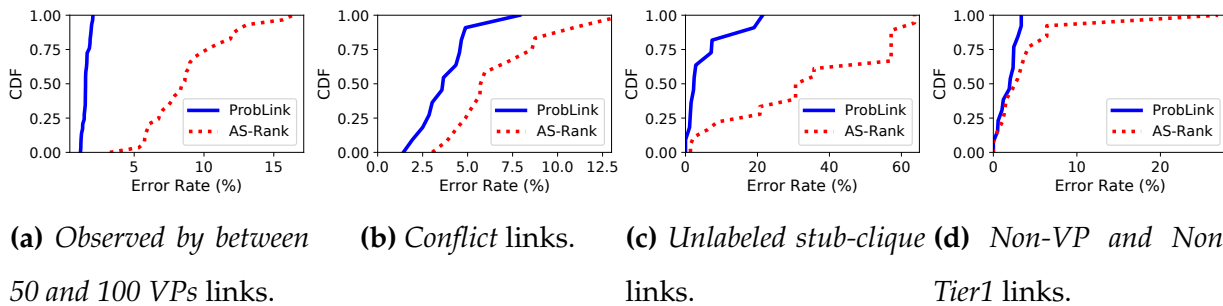 1.00
0.75
0.50
0.25
0.00
CDF
5
10
15
Error Rate (%)
ProbLink
AS-Rank
1.00
0.75
0.50
0.25
0.00
CDF
0.0
2.5
5.0
7.5
10.0
12.5
Error Rate (%)
ProbLink
AS-Rank
1.00
0.75
0.50
0.25
0.00
CDF
0
20
40
60
Error Rate (%)
ProbLink
AS-Rank
1.00
0.75
0.50
0.25
0.00
CDF
0
10
20
Error Rate (%)
ProbLink
AS-Rank
(a) Observed by between
50 and 100 VPs links.
(b) Conflict links.
(c) Unlabeled stub-clique
links.
(d) Non-VP and Non
Tier1 links.